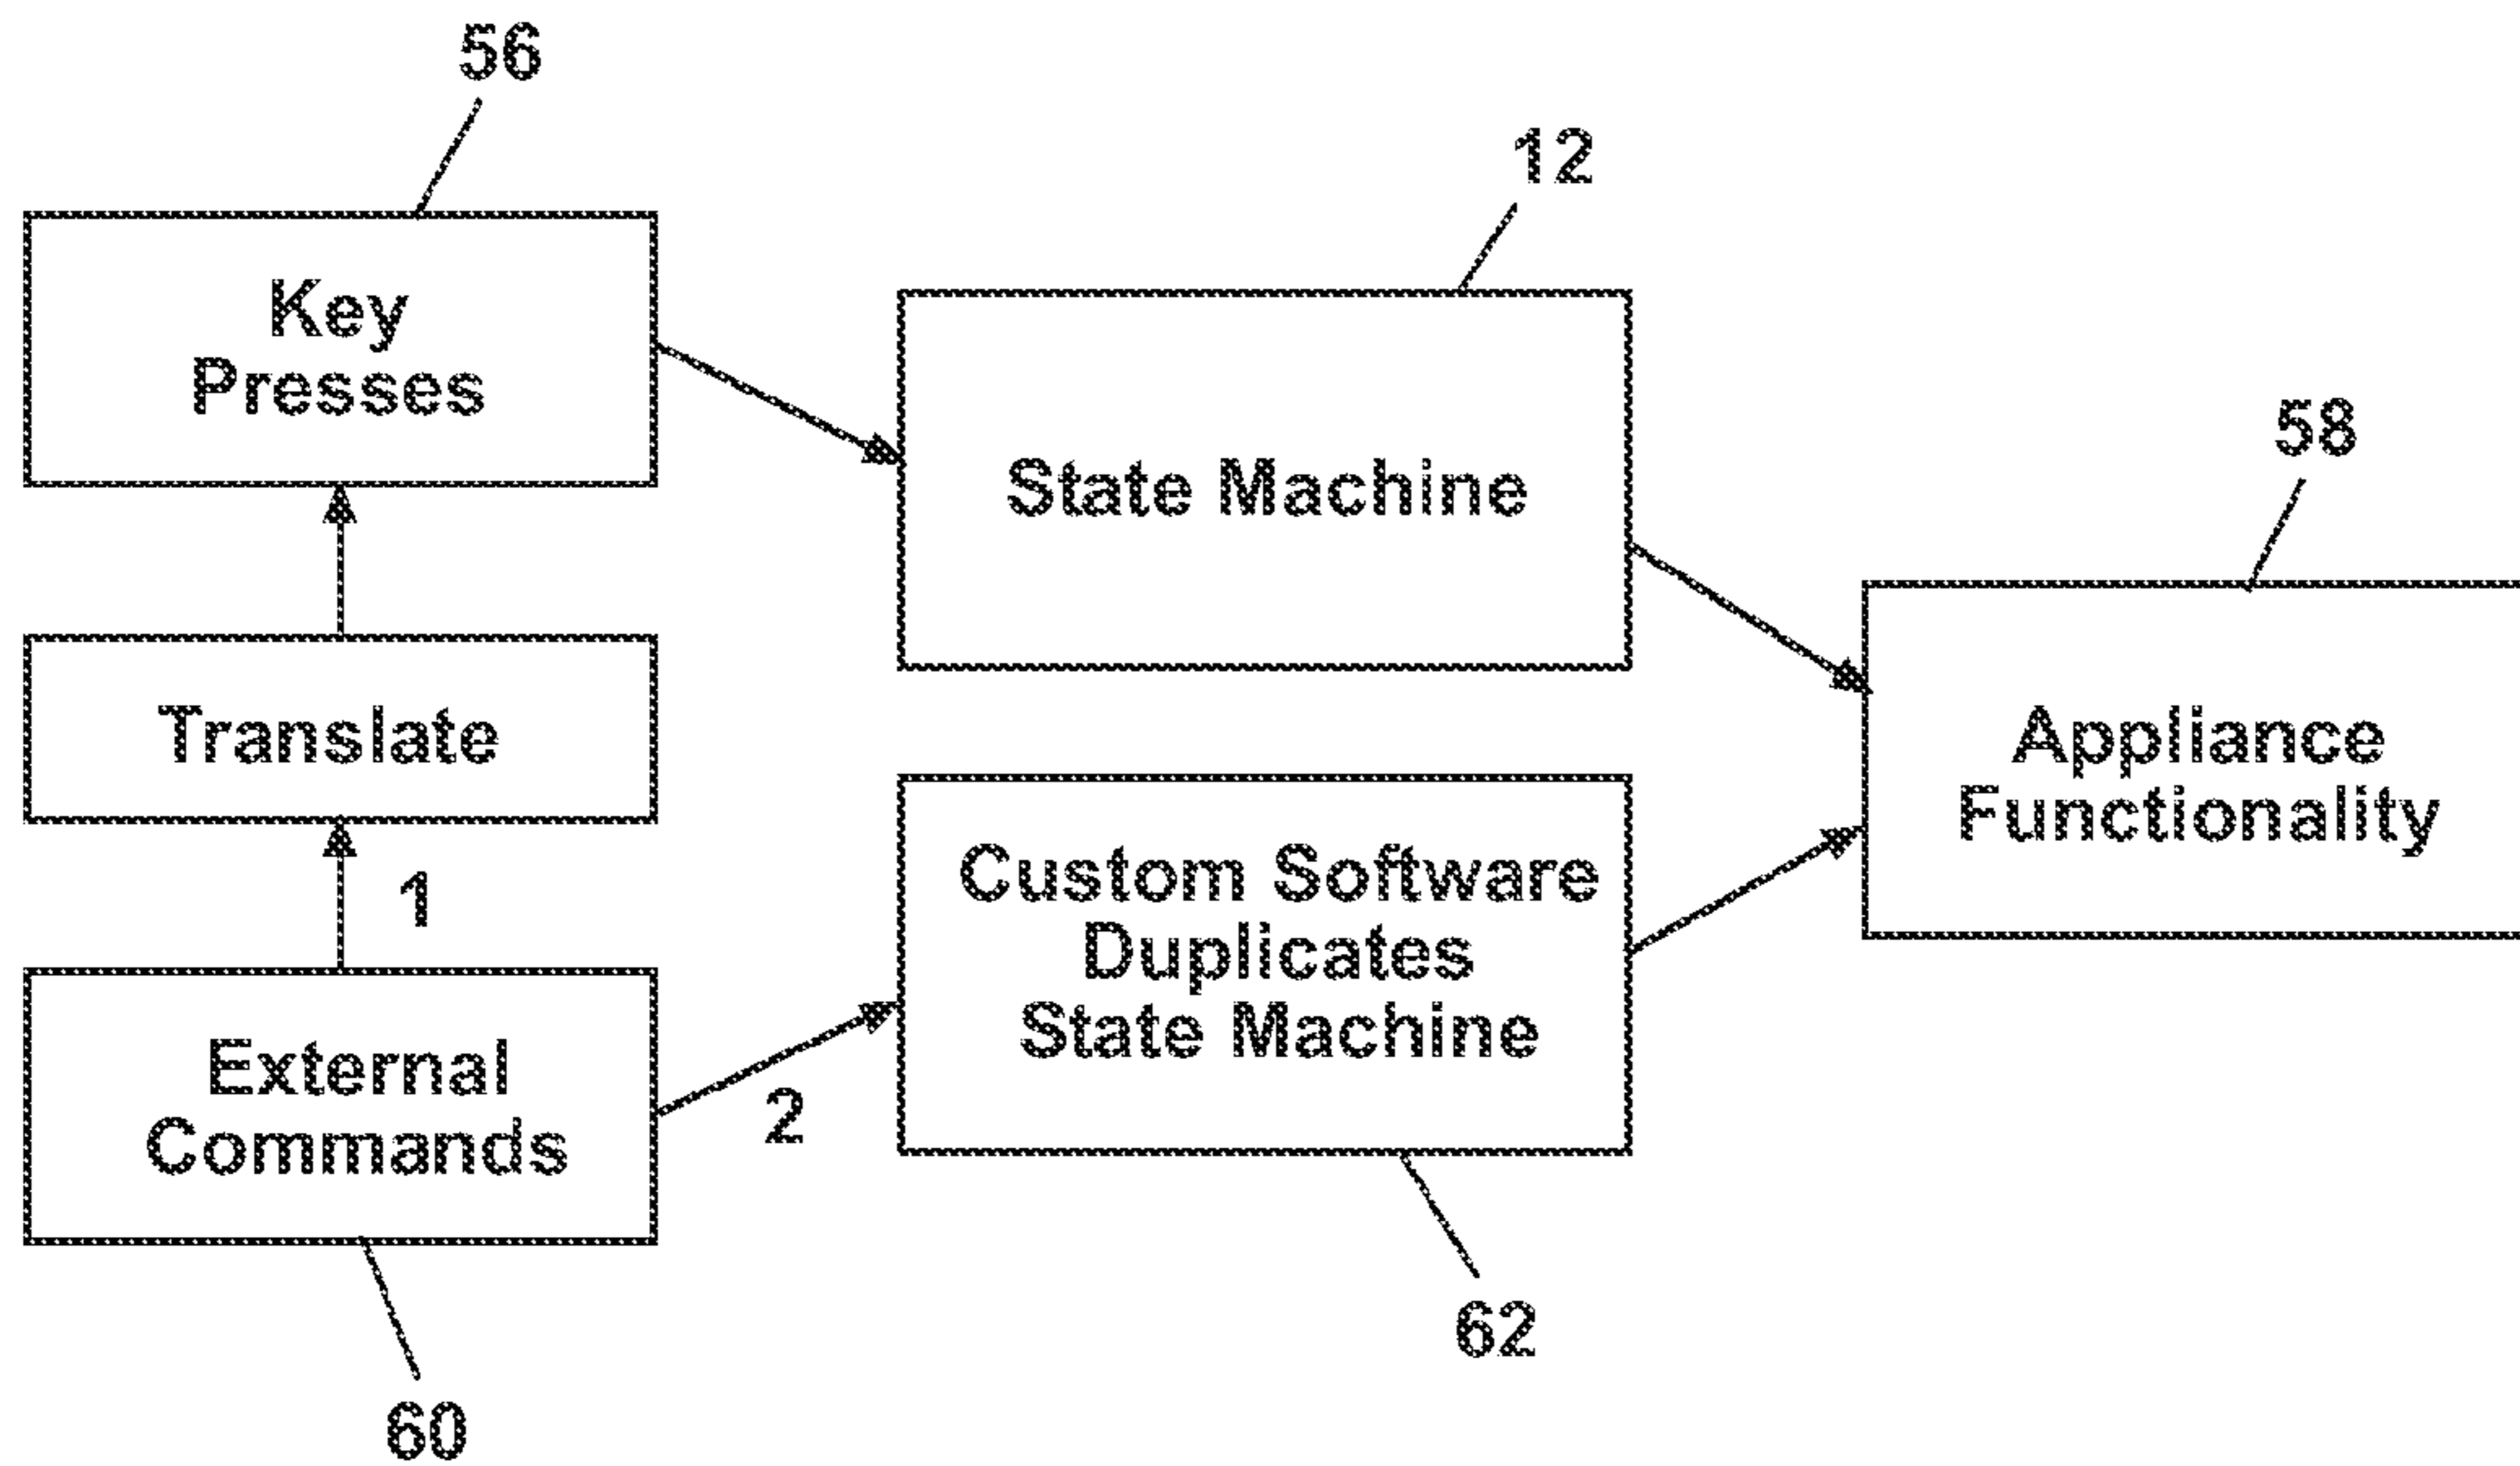 56
12
Key
Presses
State Machine
58
Translate
Appliance
Functionality
1
Custom Software
Duplicates
State Machine
External
Commands
2
62
60